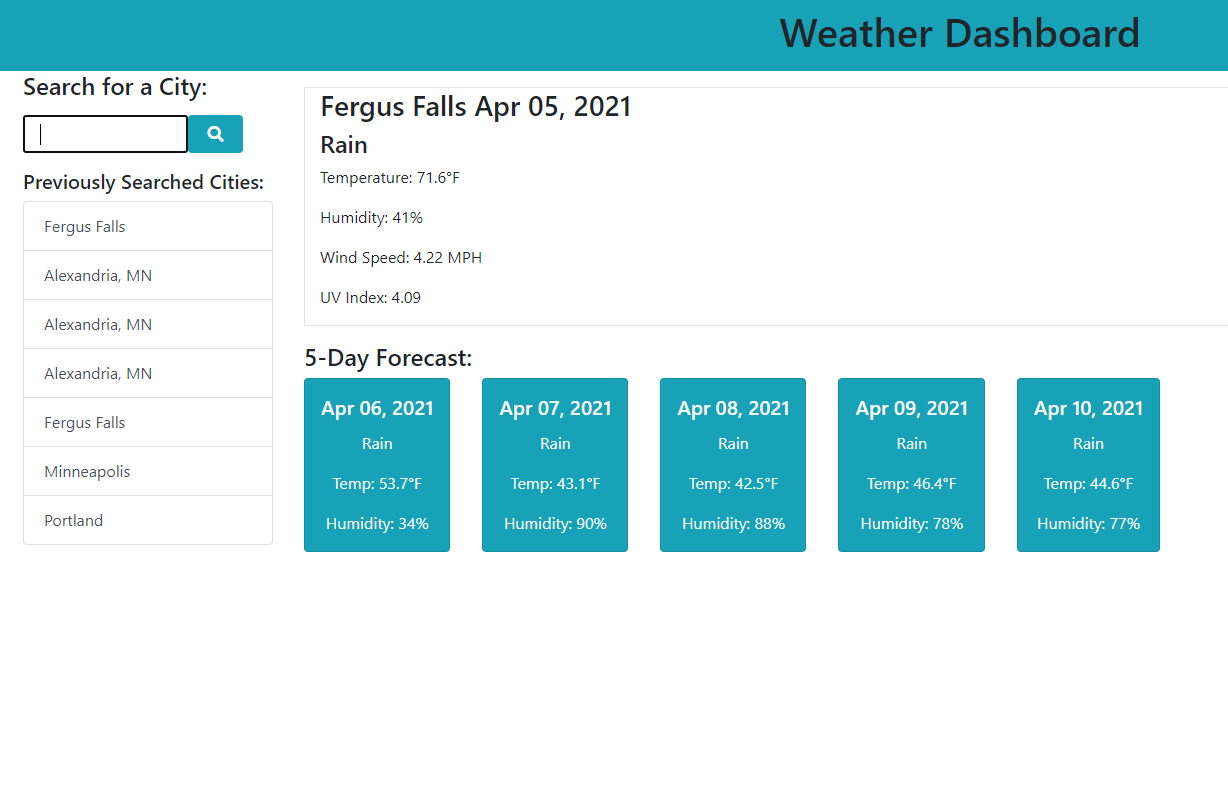 Weather Dashboard
Search for a City:
Previously Searched Cities:
Fergus Falls
Alexandria, MN
Alexandria, MN
Alexandria, MN
Fergus Falls
Minneapolis
Portland
Fergus Falls Apr 05, 2021
Rain
Temperature: 71.6°F
Humidity: 41%
Wind Speed: 4.22 MPH
UV Index: 4.09
5-Day Forecast:
Apr 06, 2021
Rain
Temp: 53.7°F
Humidity: 34%
Apr 07, 2021
Rain
Temp: 43.1°F
Humidity: 90%
Apr 08, 2021
Rain
Temp: 42.5°F
Humidity: 88%
Apr 09, 2021
Rain
Temp: 46.4°F
Humidity: 78%
Apr 10, 2021
Rain
Temp: 44.6°F
Humidity: 77%